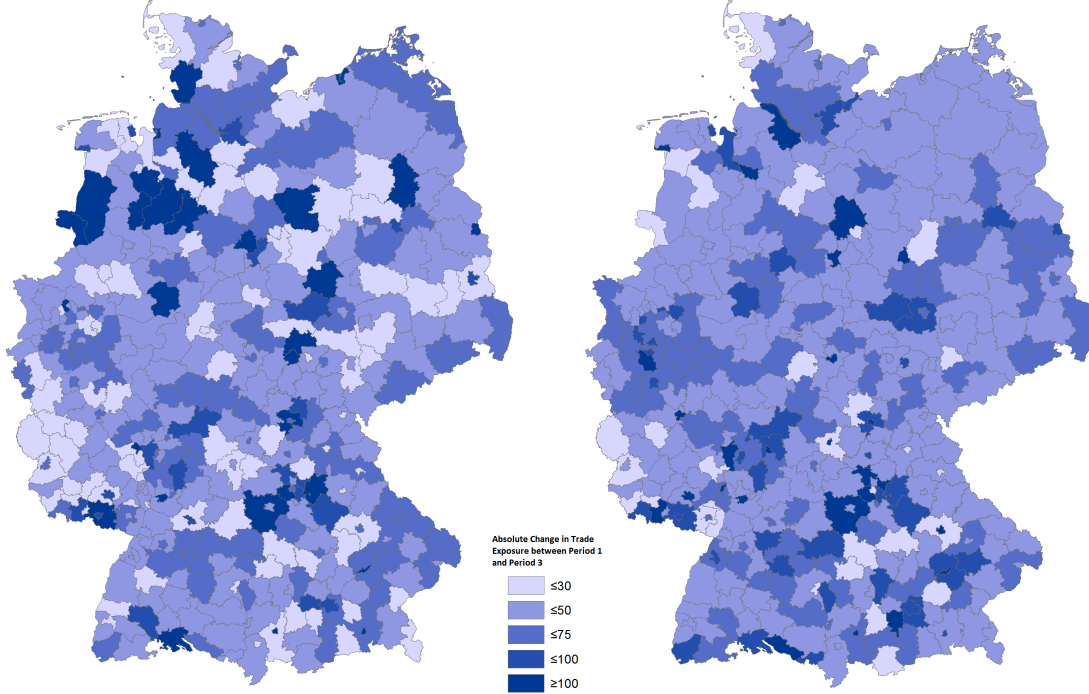 Absolute Change in Trade
Exposure between Period 1
and Period 3
≤30
≤50
≤75
≤100
≥100